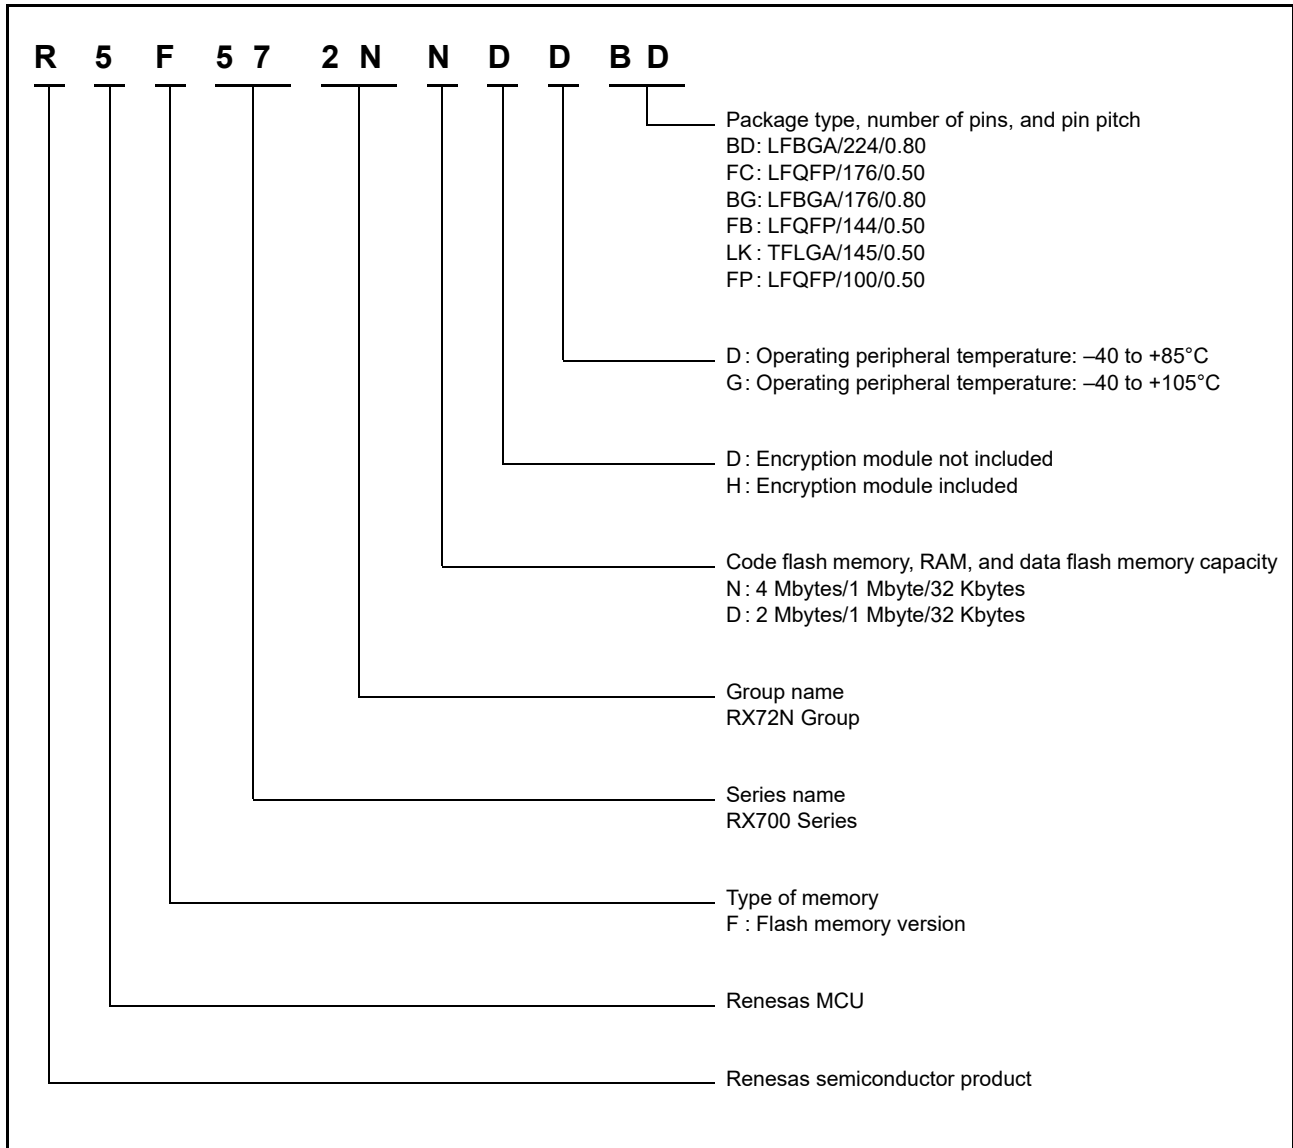 R 5 F 5 7 2 N N D D B D
Package type, number of pins, and pin pitch
BD: LFBGA/224/0.80
FC: LFQFP/176/0.50
BG: LFBGA/176/0.80
FB: LFQFP/144/0.50
LK: TFLGA/145/0.50
FP: LFQFP/100/0.50
D: Operating peripheral temperature: –40 to +85°C
G: Operating peripheral temperature: –40 to +105°C
D: Encryption module not included
H: Encryption module included
Code flash memory, RAM, and data flash memory capacity
N: 4 Mbytes/1 Mbyte/32 Kbytes
D: 2 Mbytes/1 Mbyte/32 Kbytes
Group name
RX72N Group
Series name
RX700 Series
Type of memory
F : Flash memory version
Renesas MCU
Renesas semiconductor product